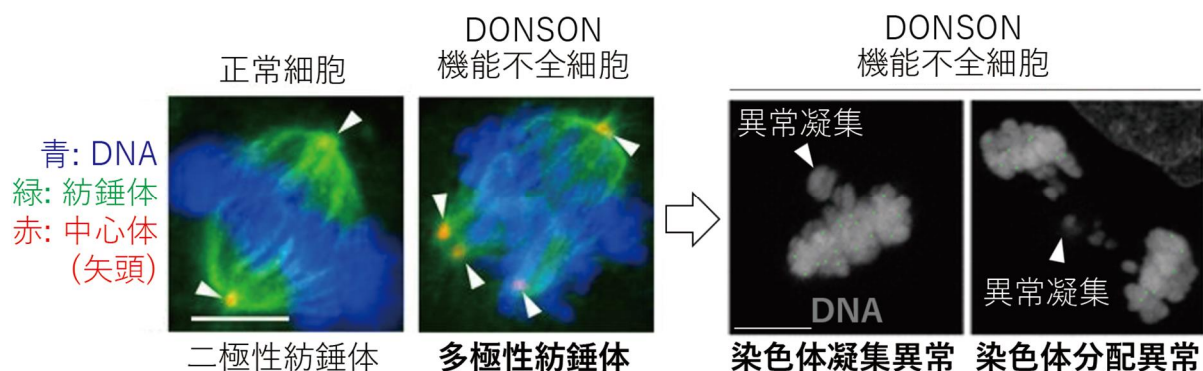 正常細胞
DONSON
機能不全細胞
DONSON
機能不全細胞
青: DNA
緑: 紡錘体
赤: 中心体
(矢頭)
異常凝集
DNA
異常凝集
二極性紡錘体
多極性紡錘体
染色体凝集異常
染色体分配異常